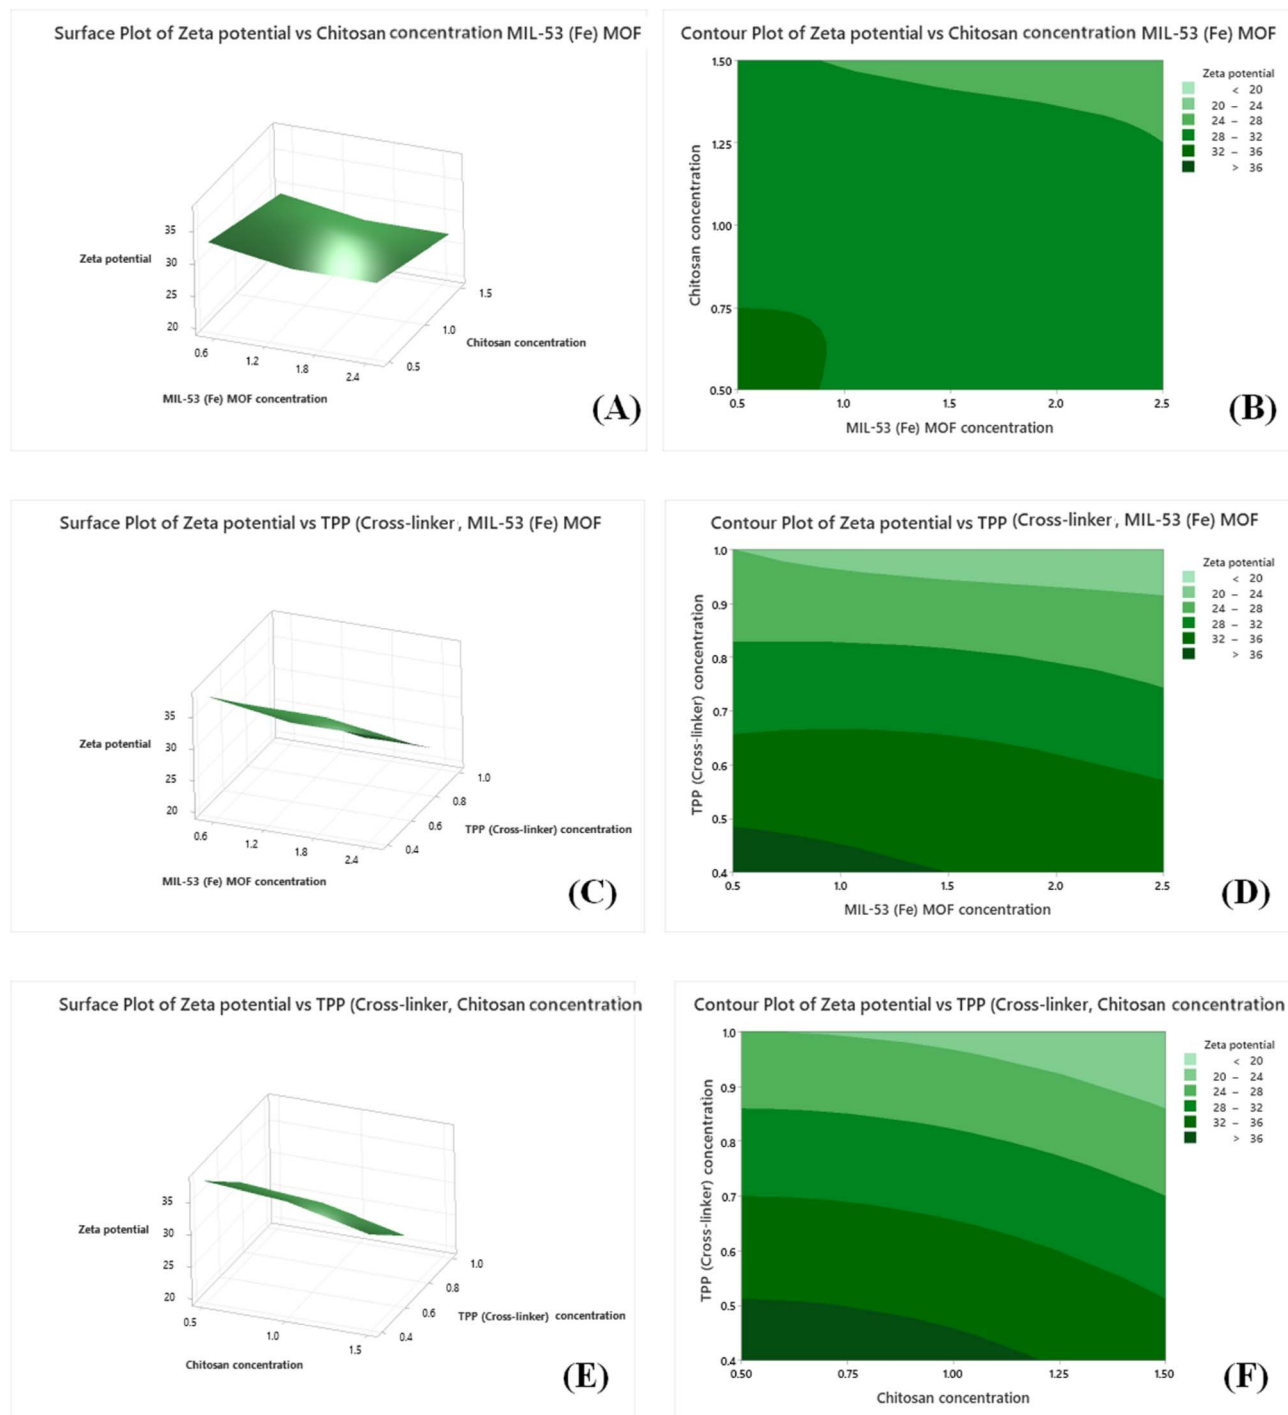 Surface Plot of Zeta potential vs Chitosan concentration MIL-53 (Fe) MOF
35
Zeta potential 30
25
20
0.6
1.2
1.8
2.4
0.5
1.0
1.5
Chitosan concentration
MIL-53 (Fe) MOF concentration
(A)
Contour Plot of Zeta potential vs Chitosan concentration MIL-53 (Fe) MOF
Zeta potential
< 20
20 – 24
24 – 28
28 – 32
32 – 36
> 36
1.50
1.25
1.00
0.75
0.50
Chitosan concentration
0.5 1.0 1.5 2.0 2.5
MIL-53 (Fe) MOF concentration
(B)
Surface Plot of Zeta potential vs TPP (Cross-linker, MIL-53 (Fe) MOF
35
Zeta potential 30
25
20
0.6
1.2
1.8
2.4
0.4
0.6
0.8
1.0
TPP (Cross-linker) concentration
MIL-53 (Fe) MOF concentration
(C)
Contour Plot of Zeta potential vs TPP (Cross-linker, MIL-53 (Fe) MOF
Zeta potential
< 20
20 – 24
24 – 28
28 – 32
32 – 36
> 36
1.0
0.9
0.8
0.7
0.6
0.5
0.4
TPP (Cross-linker) concentration
0.5 1.0 1.5 2.0 2.5
MIL-53 (Fe) MOF concentration
(D)
Surface Plot of Zeta potential vs TPP (Cross-linker, Chitosan concentration
35
Zeta potential 30
25
20
0.5
1.0
1.5
0.4
0.6
0.8
1.0
TPP (Cross-linker) concentration
Chitosan concentration
(E)
Contour Plot of Zeta potential vs TPP (Cross-linker, Chitosan concentration
Zeta potential
< 20
20 – 24
24 – 28
28 – 32
32 – 36
> 36
1.0
0.9
0.8
0.7
0.6
0.5
0.4
TPP (Cross-linker) concentration
0.50 0.75 1.00 1.25 1.50
Chitosan concentration
(F)